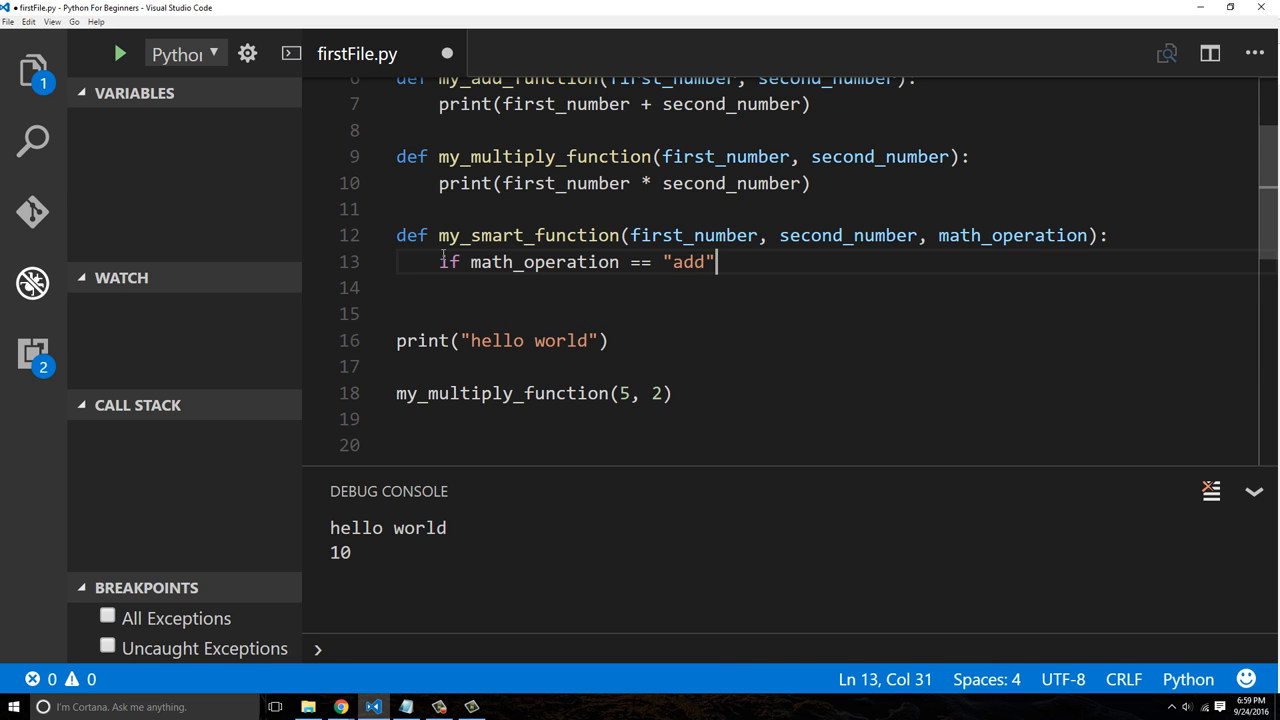 ● firstFile.py - Python For Beginners - Visual Studio Code
File Edit View Go Help
Python firstFile.py
1
VARIABLES
WATCH
2
CALL STACK
BREAKPOINTS
All Exceptions
Uncaught Exceptions
6 def my_add_function(first_number, second_number):
7 print(first_number + second_number)
8
9 def my_multiply_function(first_number, second_number):
10 print(first_number * second_number)
11
12 def my_smart_function(first_number, second_number, math_operation):
13 if math_operation == "add"
14
15
16 print("hello world")
17
18 my_multiply_function(5, 2)
19
20
DEBUG CONSOLE
hello world
10
0 0 Ln 13, Col 31 Spaces: 4 UTF-8 CRLF Python
I'm Cortana. Ask me anything. 6:59 PM
9/24/2016